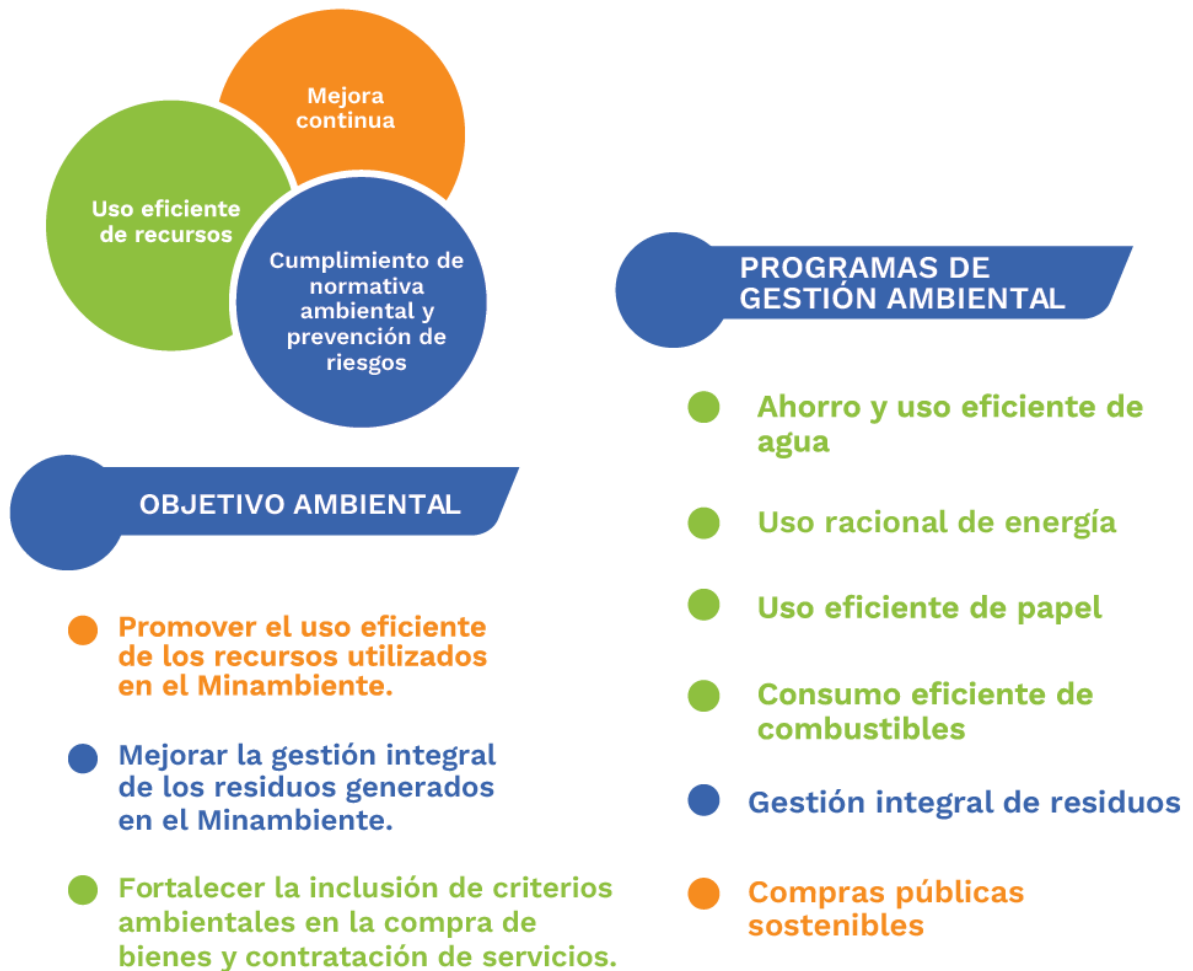 Mejora
continua
Uso eficiente
de recursos
Cumplimiento de
normativa
ambiental y
prevención de
riesgos
OBJETIVO AMBIENTAL
Promover el uso eficiente
de los recursos utilizados
en el Minambiente.
Mejorar la gestión integral
de los residuos generados
en el Minambiente.
Fortalecer la inclusión de criterios
ambientales en la compra de
bienes y contratación de servicios.
PROGRAMAS DE
GESTIÓN AMBIENTAL
Ahorro y uso eficiente de
agua
Uso racional de energía
Uso eficiente de papel
Consumo eficiente de
combustibles
Gestión integral de residuos
Compras públicas
sostenibles